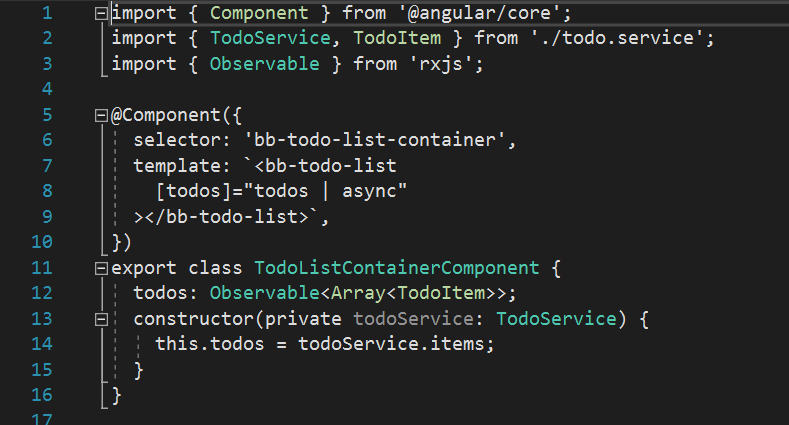 1 import { Component } from '@angular/core';
2 import { TodoService, TodoItem } from './todo.service';
3 import { Observable } from 'rxjs';
4
5 @Component({
6   selector: 'bb-todo-list-container',
7   template: `<bb-todo-list
8     [todos]="todos | async"
9   ></bb-todo-list>`,
10 })
11 export class TodoListContainerComponent {
12   todos: Observable<Array<TodoItem>>;
13   constructor(private todoService: TodoService) {
14     this.todos = todoService.items;
15   }
16 }
17